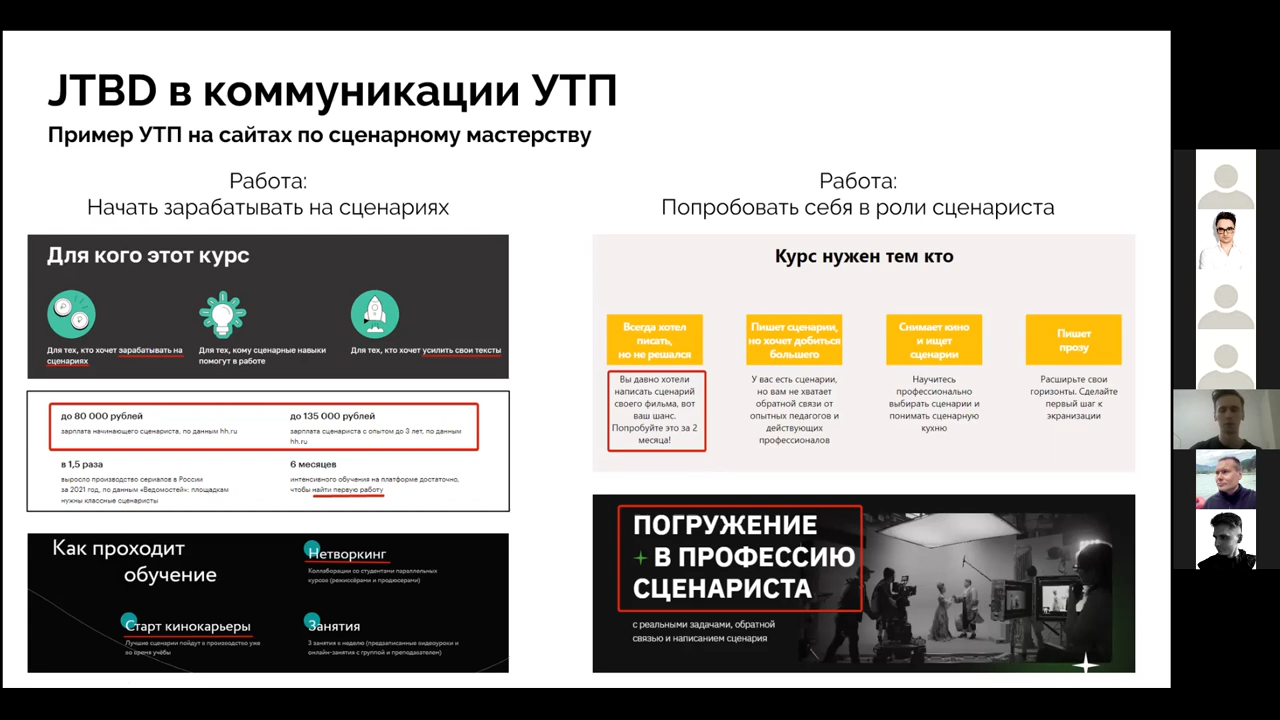 JTBD в коммуникации УТП
Пример УТП на сайтах по сценарному мастерству
Работа:
Начать зарабатывать на сценариях
Для кого этот курс
Для тех, кто хочет зарабатывать на
сценариях
Для тех, кому сценарные навыки
помогут в работе
Для тех, кто хочет усилить свои тексты
до 80 000 рублей
зарплата начинающего сценариста, по данным hh.ru
до 135 000 рублей
зарплата сценариста с опытом до 3 лет, по данным
hh.ru
в 1,5 раза
выросло производство сериалов в России
за 2021 год, по данным «Ведомостей»: площадкам
нужны классные сценаристы
6 месяцев
интенсивного обучения на платформе достаточно,
чтобы найти первую работу
Как проходит
обучение
Нетворкинг
Коллаборации со студентами параллельных
курсов (режиссёрами и продюсерами)
Старт кинокарьеры
Лучшие сценарии пойдут в производство уже
во время учёбы
Занятия
3 занятия в неделю (предзаписанные видеоуроки и
онлайн-занятия с группой и преподавателем)
Работа:
Попробовать себя в роли сценариста
Курс нужен тем кто
Всегда хотел
писать,
но не решался
Вы давно хотели
написать сценарий
своего фильма, вот
ваш шанс.
Попробуйте это за 2
месяца!
Пишет сценарии,
но хочет добиться
большего
У вас есть сценарии,
но вам не хватает
обратной связи от
опытных педагогов и
действующих
профессионалов
Снимает кино
и ищет
сценарии
Научитесь
профессионально
выбирать сценарии и
понимать сценарную
кухню
Пишет
прозу
Расширьте свои
горизонты. Сделайте
первый шаг к
экранизации
ПОГРУЖЕНИЕ
+ В ПРОФЕССИЮ
СЦЕНАРИСТА
с реальными задачами, обратной
связью и написанием сценария